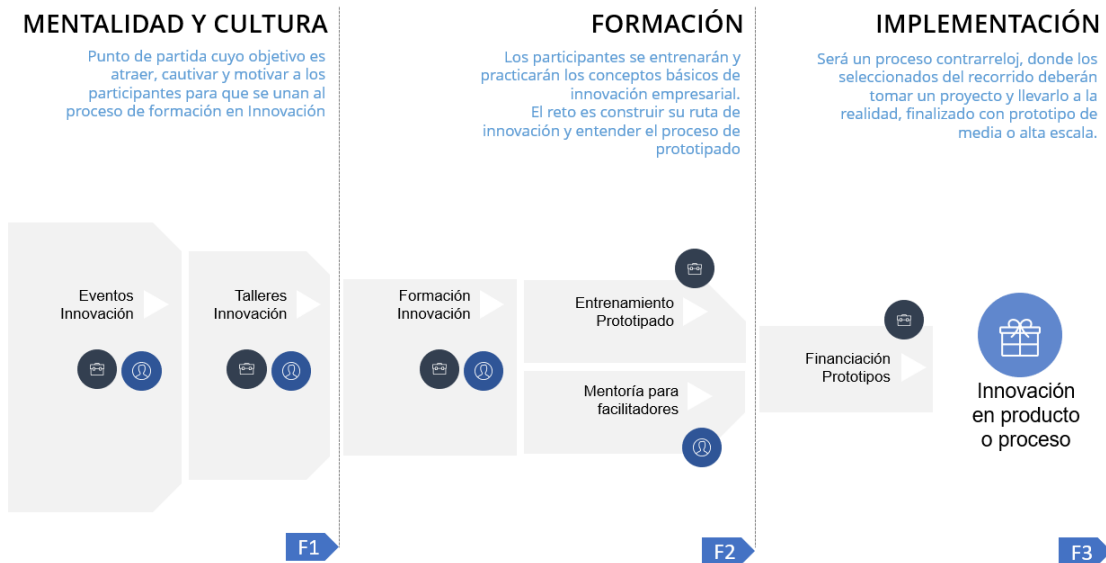 MENTALIDAD Y CULTURA
Punto de partida cuyo objetivo es
atraer, cautivar y motivar a los
participantes para que se unan al
proceso de formación en Innovación
Eventos
Innovación
Talleres
Innovación
F1
FORMACIÓN
Los participantes se entrenarán y
practicarán los conceptos básicos de
innovación empresarial.
El reto es construir su ruta de
innovación y entender el proceso de
prototipado
Formación
Innovación
Entrenamiento
Prototipado
Mentoría para
facilitadores
F2
IMPLEMENTACIÓN
Será un proceso contrarreloj, donde los
seleccionados del recorrido deberán
tomar un proyecto y llevarlo a la
realidad, finalizado con prototipo de
media o alta escala.
Financiación
Prototipos
Innovación
en producto
o proceso
F3